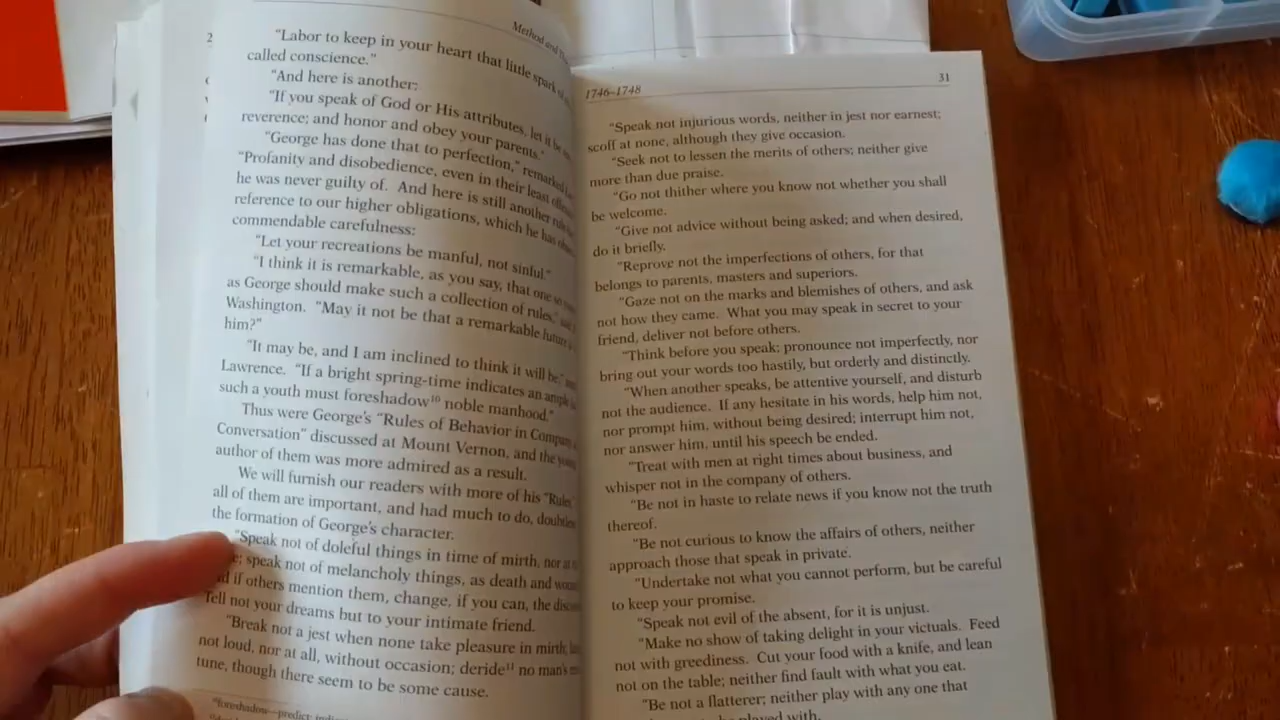 Method and
"Labor to keep in your heart that little spark of
called conscience."
"And here is another:
"If you speak of God or His attributes, let it be
reverence; and honor and obey your parents."
"George has done that to perfection," remarked
"Profanity and disobedience, even in their least
he was never guilty of. And here is still another
reference to our higher obligations, which he has
commendable carefulness:
"Let your recreations be manful, not sinful."
"I think it is remarkable, as you say, that one so
as George should make such a collection of rules,"
Washington. "May it not be that a remarkable future
him?"
"It may be, and I am inclined to think it will be,"
Lawrence. "If a bright spring-time indicates an
such a youth must foreshadow¹⁰ noble manhood."
Thus were George's "Rules of Behavior in Company
Conversation" discussed at Mount Vernon, and the
author of them was more admired as a result.
We will furnish our readers with more of his "Rules
all of them are important, and had much to do,
the formation of George's character.
"Speak not of doleful things in time of mirth, nor at
speak not of melancholy things, as death and
if others mention them, change, if you can, the
Tell not your dreams but to your intimate friend.
"Break not a jest when none take pleasure in mirth;
not loud, nor at all, without occasion; deride¹¹ no man's
tune, though there seem to be some cause.
1746–1748 31
"Speak not injurious words, neither in jest nor earnest;
scoff at none, although they give occasion.
"Seek not to lessen the merits of others; neither give
more than due praise.
"Go not thither where you know not whether you shall
be welcome.
"Give not advice without being asked; and when desired,
do it briefly.
"Reprove not the imperfections of others, for that
belongs to parents, masters and superiors.
"Gaze not on the marks and blemishes of others, and ask
not how they came. What you may speak in secret to your
friend, deliver not before others.
"Think before you speak; pronounce not imperfectly, nor
bring out your words too hastily, but orderly and distinctly.
"When another speaks, be attentive yourself, and disturb
not the audience. If any hesitate in his words, help him not,
nor prompt him, without being desired; interrupt him not,
nor answer him, until his speech be ended.
"Treat with men at right times about business, and
whisper not in the company of others.
"Be not in haste to relate news if you know not the truth
thereof.
"Be not curious to know the affairs of others, neither
approach those that speak in private.
"Undertake not what you cannot perform, but be careful
to keep your promise.
"Speak not evil of the absent, for it is unjust.
"Make no show of taking delight in your victuals. Feed
not with greediness. Cut your food with a knife, and lean
not on the table; neither find fault with what you eat.
"Be not a flatterer; neither play with any one that
played with.